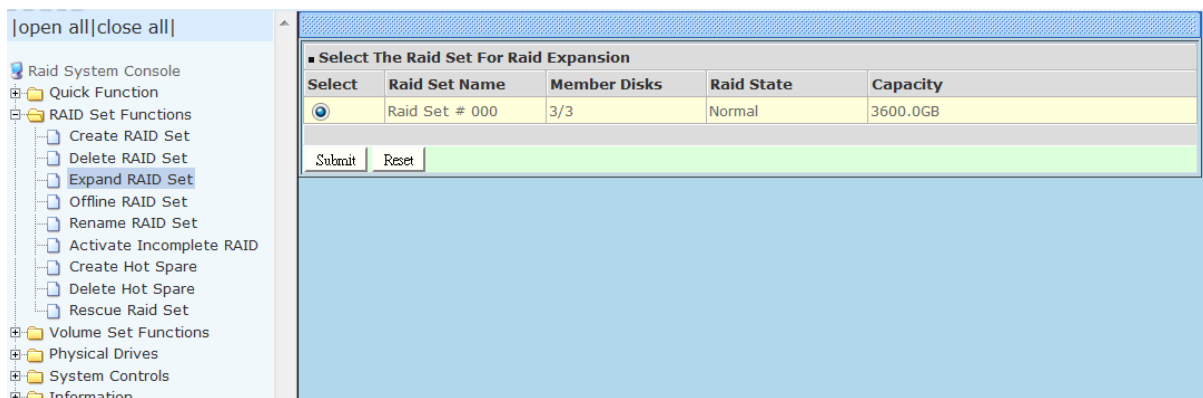 |open all|close all|
Raid System Console
Quick Function
RAID Set Functions
Create RAID Set
Delete RAID Set
Expand RAID Set
Offline RAID Set
Rename RAID Set
Activate Incomplete RAID
Create Hot Spare
Delete Hot Spare
Rescue Raid Set
Volume Set Functions
Physical Drives
System Controls
Information
Select The Raid Set For Raid Expansion
Select Raid Set Name Member Disks Raid State Capacity
Raid Set # 000 3/3 Normal 3600.0GB
Submit Reset